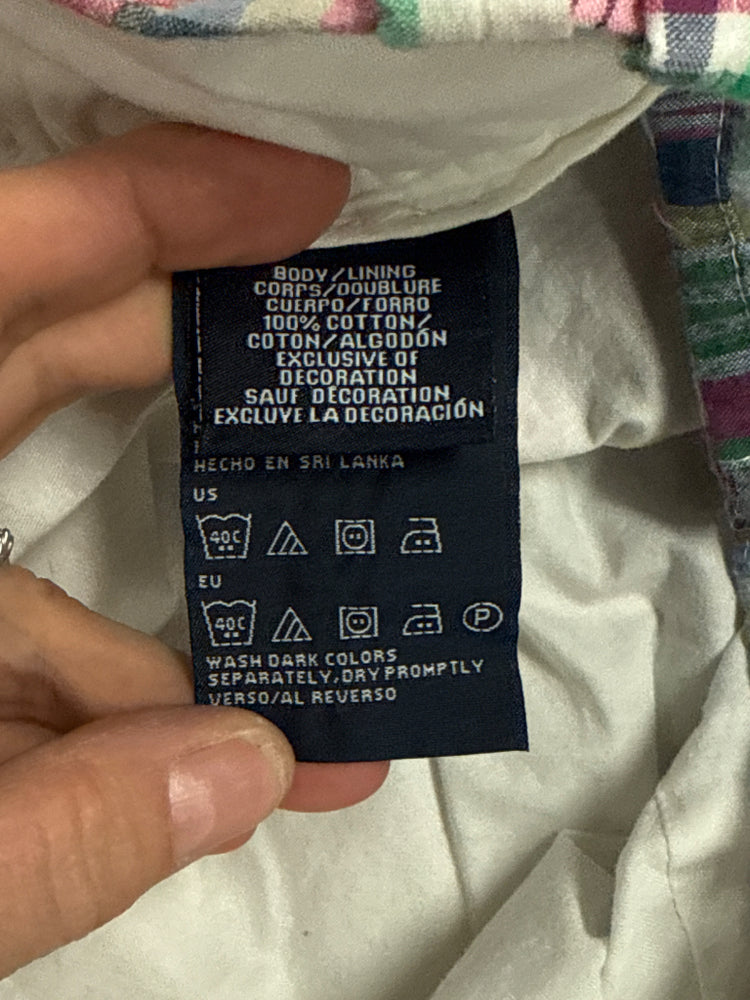 BODY/LINING
CORPS/DOUBLURE
CUERPO/FORRO
100% COTTON/
COTON/ALGODÓN
EXCLUSIVE OF
DECORATION
SAUF DÉCORATION
EXCLUYE LA DECORACIÓN
HECHO EN SRI LANKA
US
40C
EU
40C P
WASH DARK COLORS
SEPARATELY, DRY PROMPTLY
VERSO/AL REVERSO